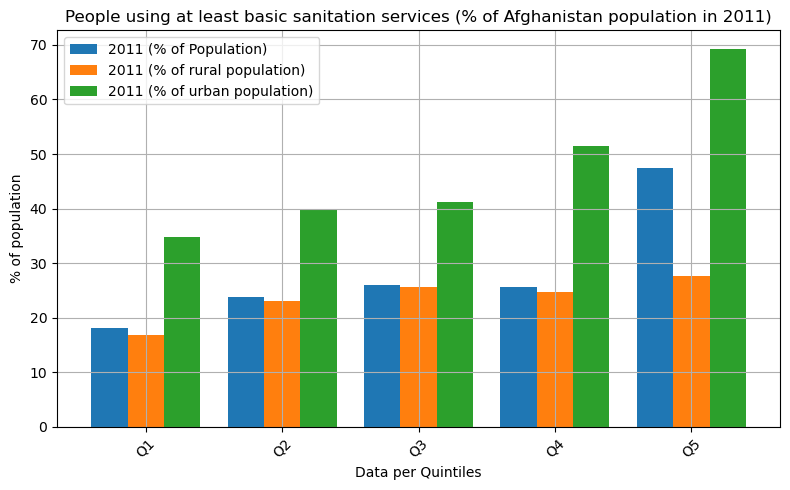 People using at least basic sanitation services (% of Afghanistan population in 2011)
2011 (% of Population)
2011 (% of rural population)
2011 (% of urban population)
% of population
70
60
50
40
30
20
10
0
Q1
Q2
Q3
Q4
Q5
Data per Quintiles